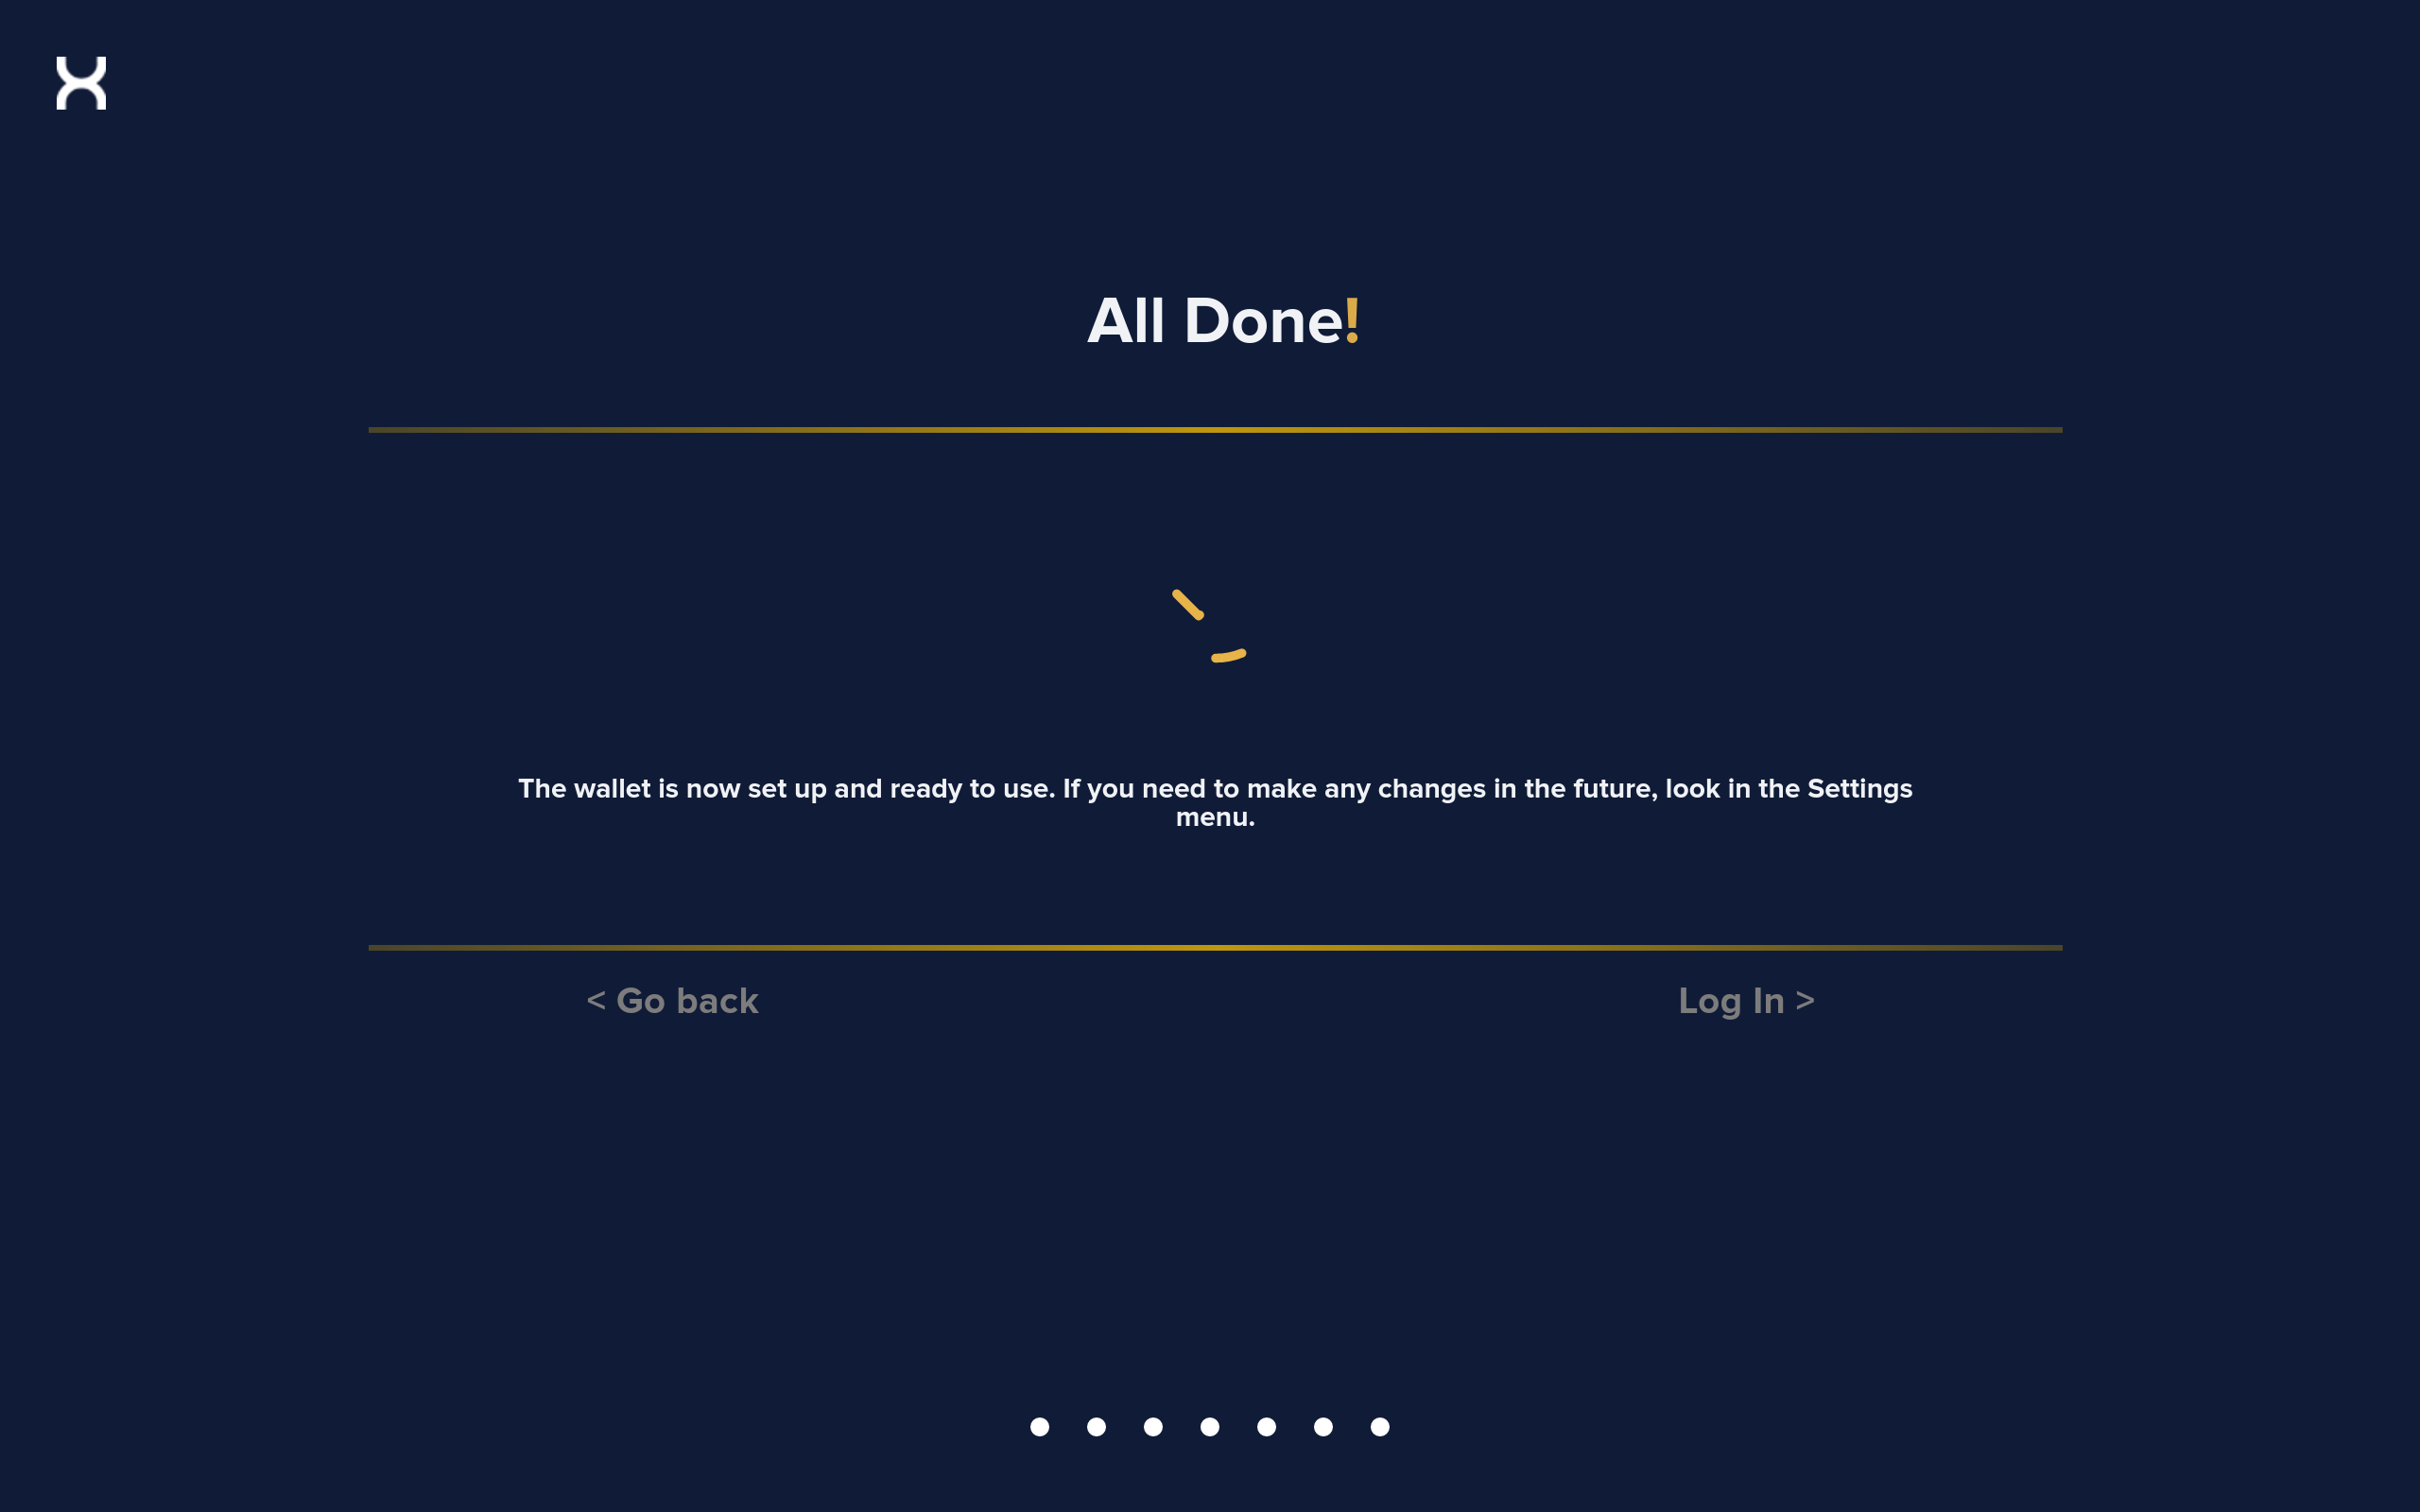 All Done!
The wallet is now set up and ready to use. If you need to make any changes in the future, look in the Settings
menu.
< Go back
Log In >